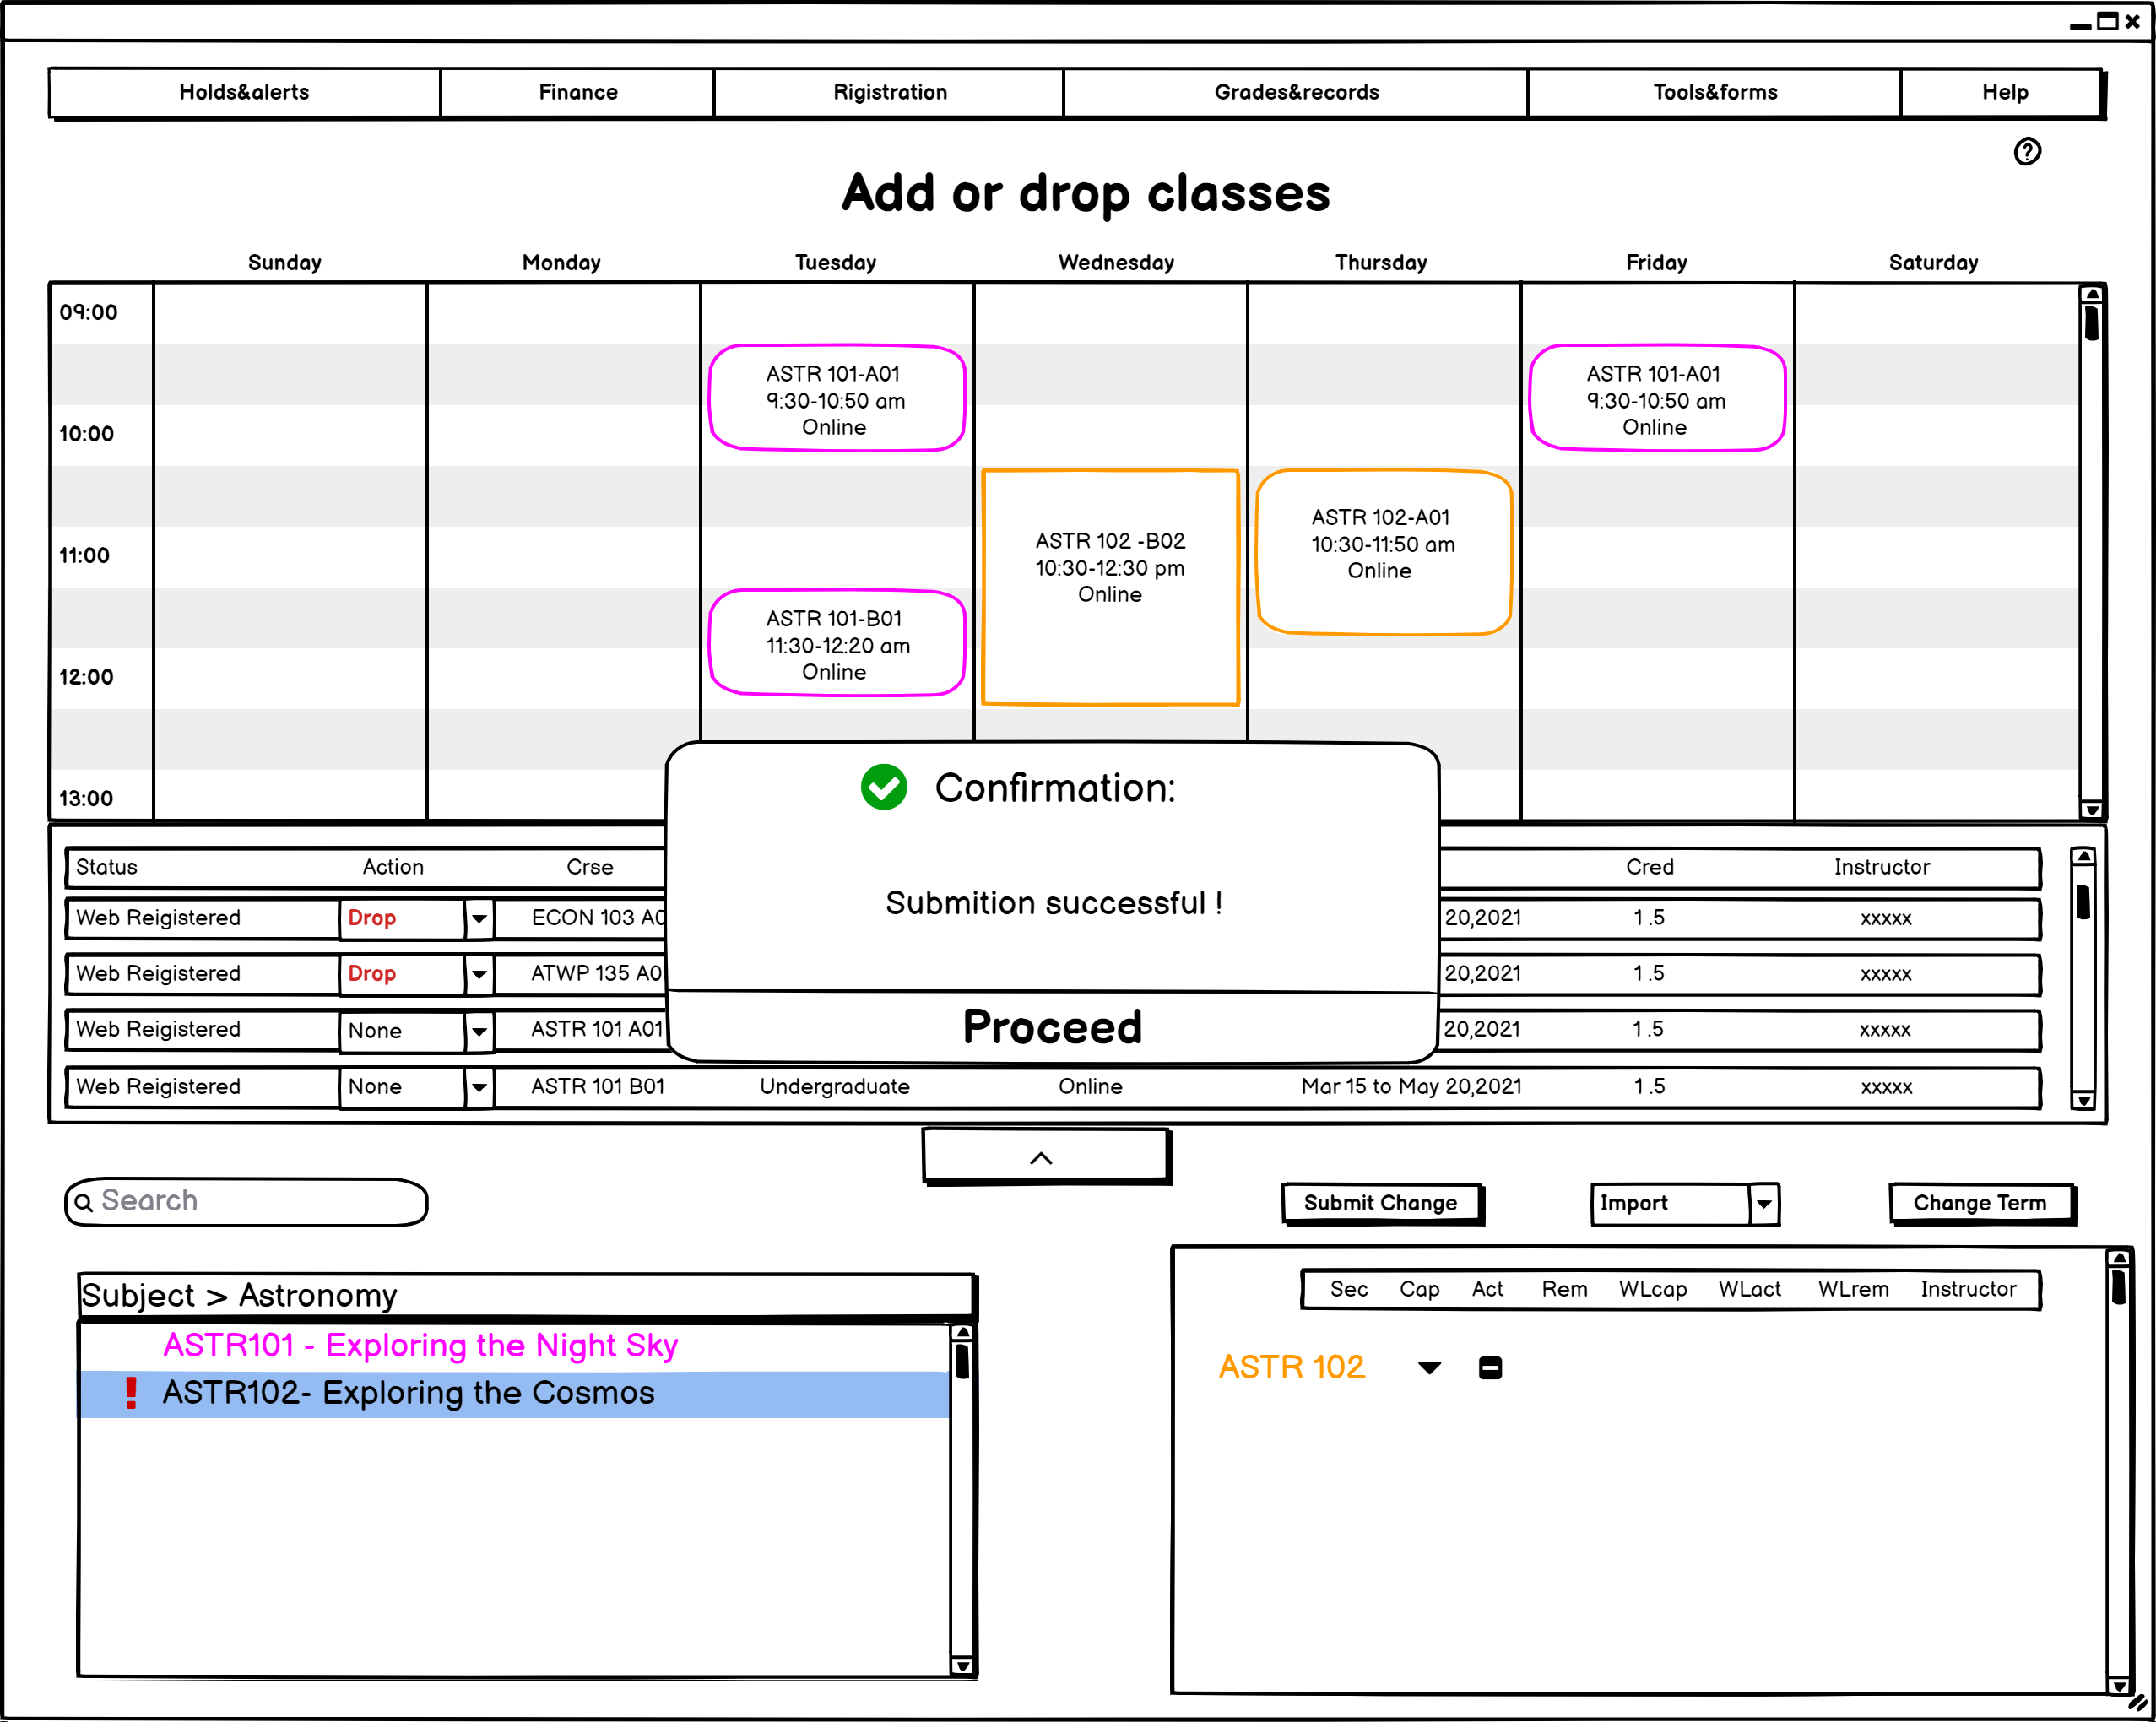 Holds&alerts Finance Rigistration Grades&records Tools&forms Help
Add or drop classes
Sunday Monday Tuesday Wednesday Thursday Friday Saturday
09:00
ASTR 101-A01
9:30-10:50 am
Online
ASTR 101-A01
9:30-10:50 am
Online
10:00
ASTR 102 -B02
10:30-12:30 pm
Online
ASTR 102-A01
10:30-11:50 am
Online
11:00
ASTR 101-B01
11:30-12:20 am
Online
12:00
13:00
Confirmation:
Submition successful !
Proceed
Status Action Crse Cred Instructor
Web Reigistered Drop ECON 103 20,2021 1.5 xxxxx
Web Reigistered Drop ATWP 135 20,2021 1.5 xxxxx
Web Reigistered None ASTR 101 A01 20,2021 1.5 xxxxx
Web Reigistered None ASTR 101 B01 Undergraduate Online Mar 15 to May 20,2021 1.5 xxxxx
Search
Submit Change Import Change Term
Subject > Astronomy
ASTR101 - Exploring the Night Sky
! ASTR102- Exploring the Cosmos
Sec Cap Act Rem WLcap WLact WLrem Instructor
ASTR 102